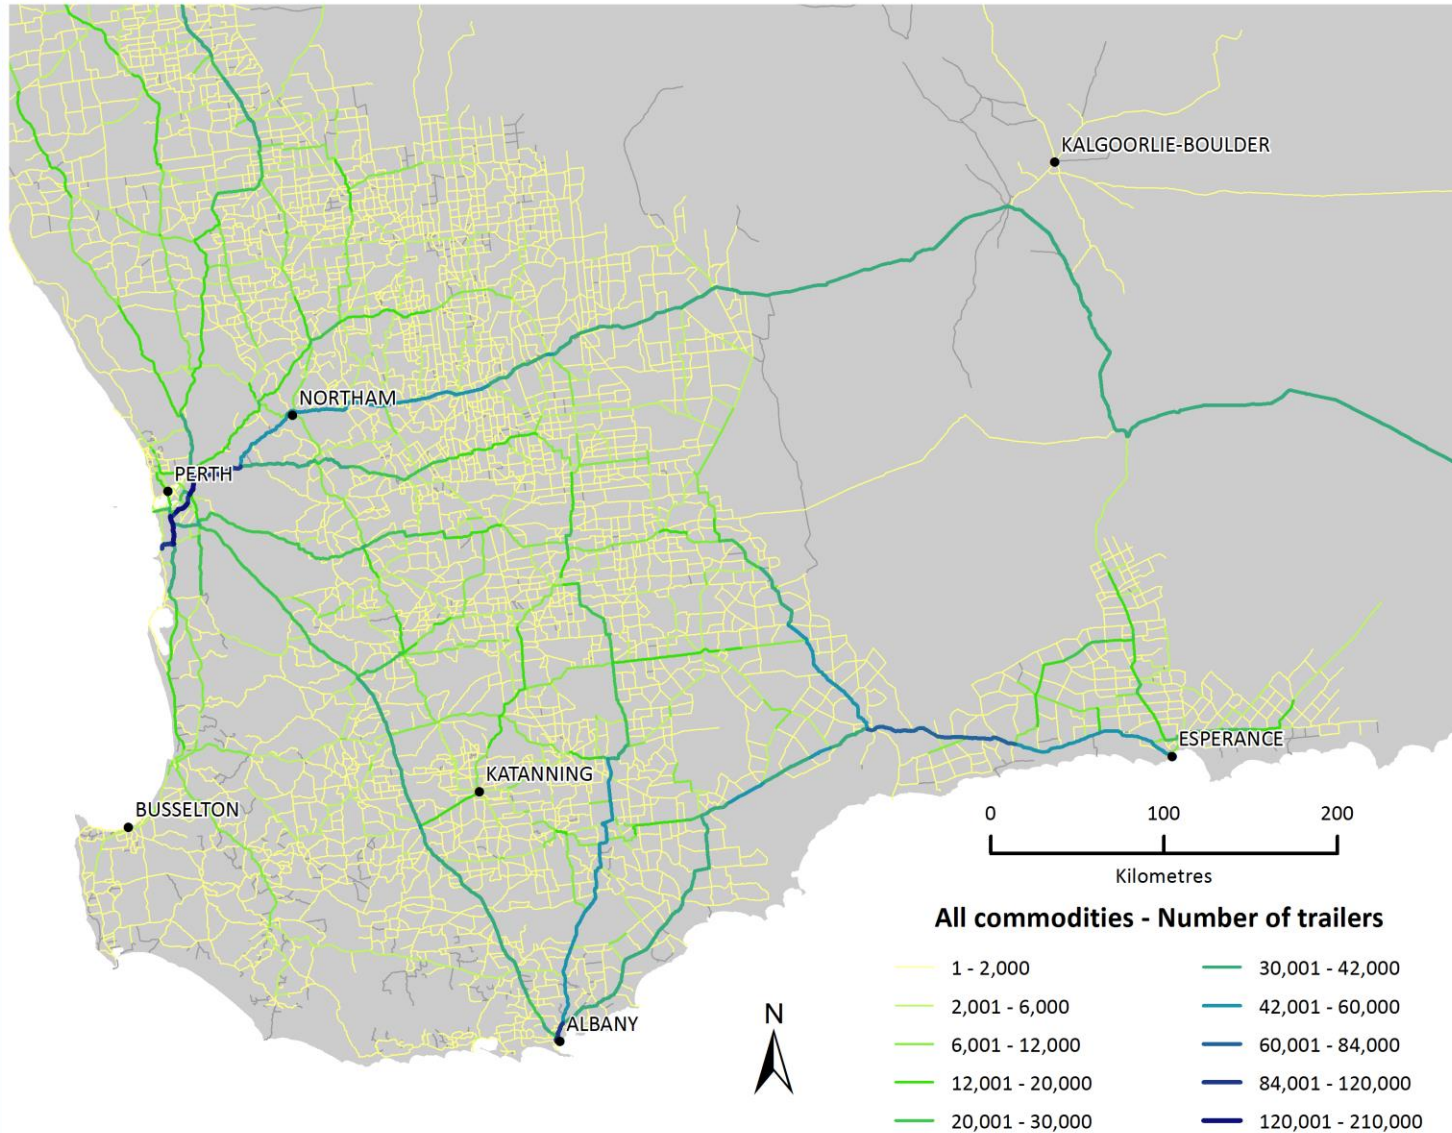 KALGOORLIE-BOULDER
NORTHAM
PERTH
ESPERANCE
KATANNING
BUSSELTON
ALBANY
0 100 200
Kilometres
N
All commodities - Number of trailers
1 - 2,000
2,001 - 6,000
6,001 - 12,000
12,001 - 20,000
20,001 - 30,000
30,001 - 42,000
42,001 - 60,000
60,001 - 84,000
84,001 - 120,000
120,001 - 210,000